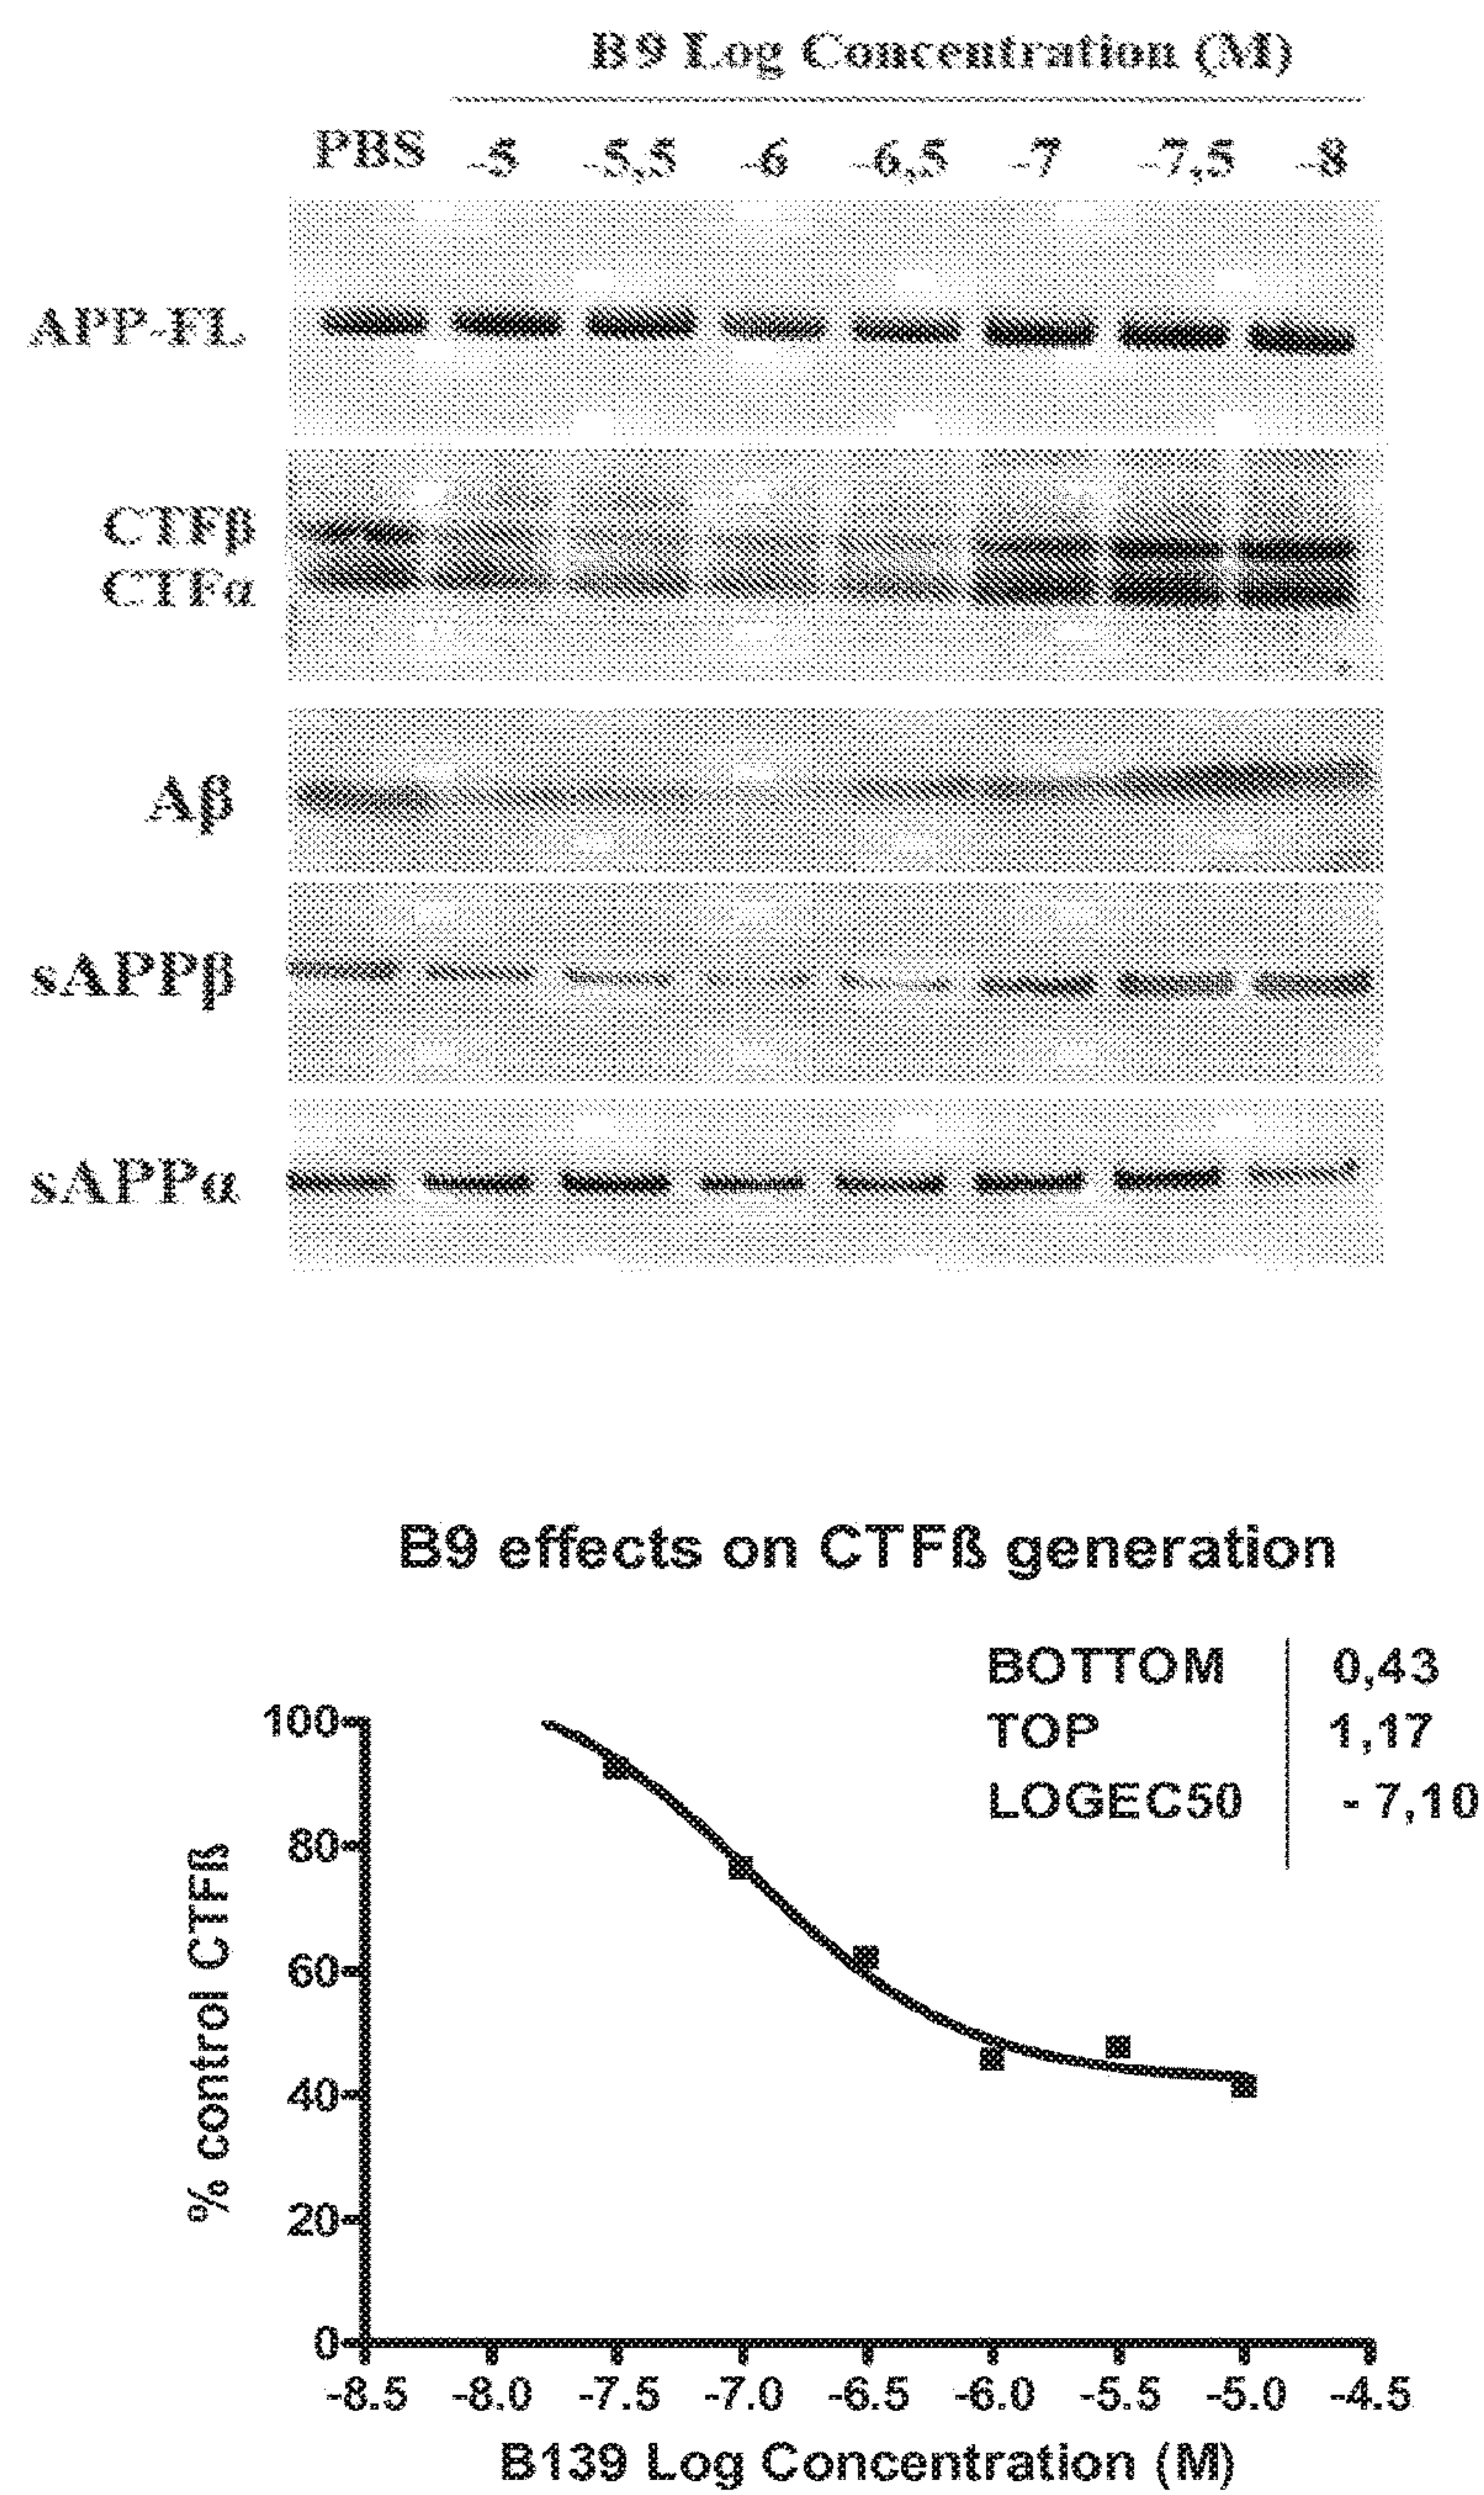 B9 Log Concentration (M)
PBS -5 -5,5 -6 -6,5 -7 -7,5 -8
APP-FL
CTFβ
CTFα
Aβ
sAPPβ
sAPPα
B9 effects on CTFß generation
BOTTOM 0,43
TOP 1,17
LOGEC50 - 7,10
100
80
60
40
20
0
% control CTFß
-8.5 -8.0 -7.5 -7.0 -6.5 -6.0 -5.5 -5.0 -4.5
B139 Log Concentration (M)